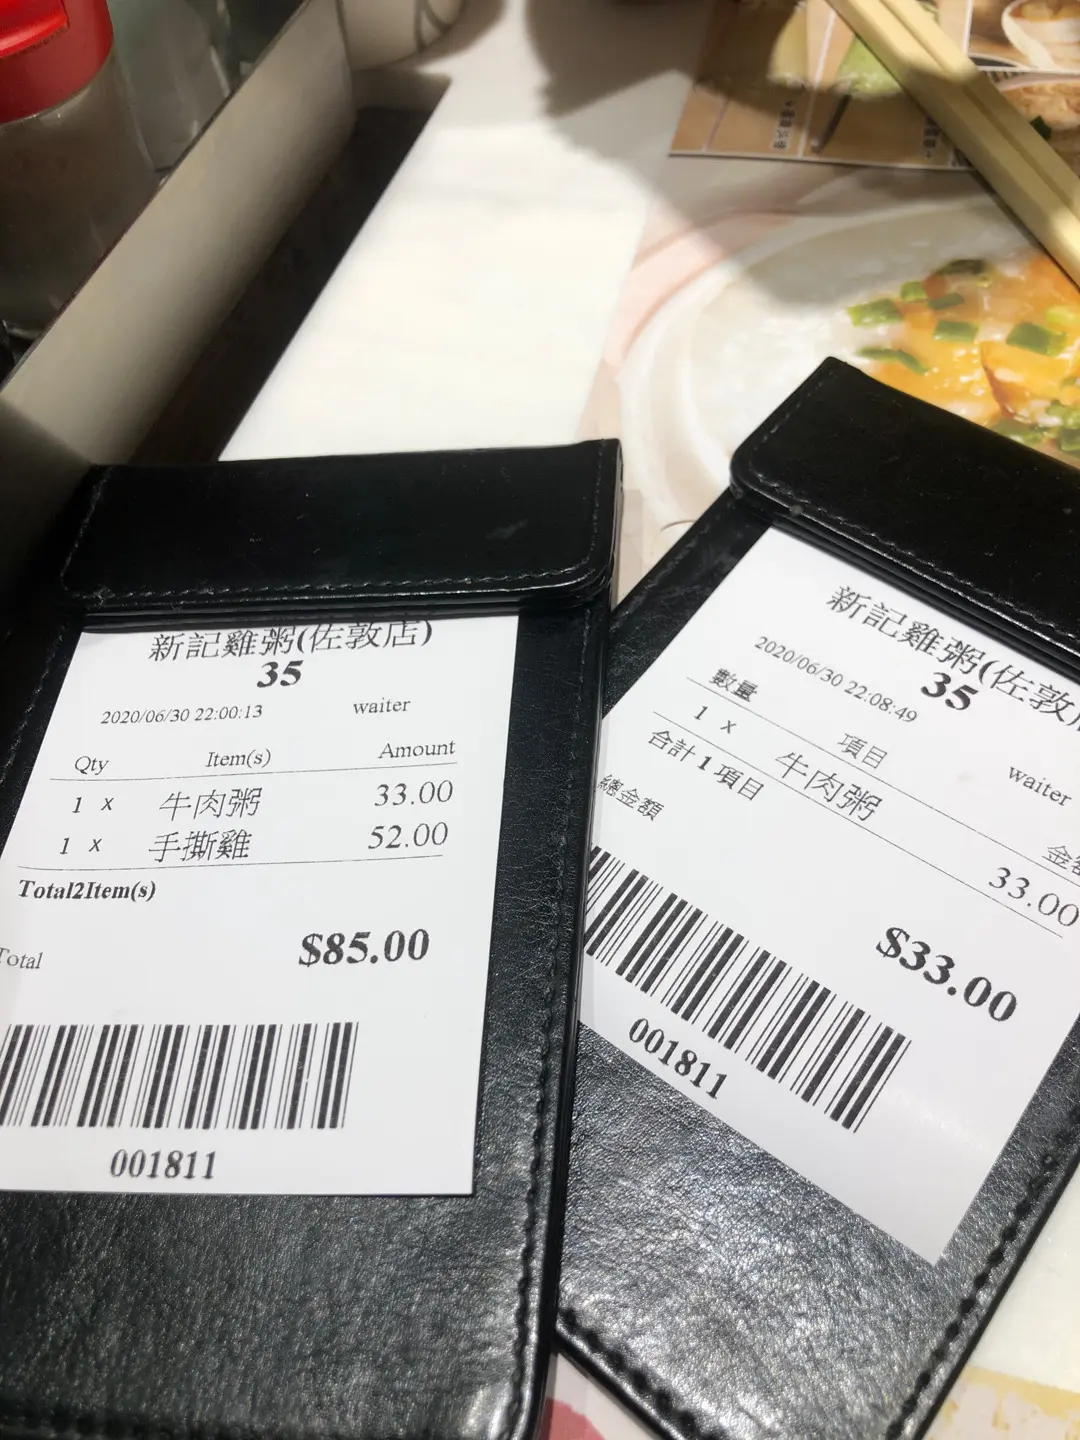 新記雞粥(佐敦店)
35
2020/06/30 22:00:13 waiter
Qty Item(s) Amount
1 x 牛肉粥 33.00
1 x 手撕雞 52.00
Total2Item(s)
Total $85.00
001811
新記雞粥(佐敦
35
2020/06/30 22:08:49 waiter
數量 項目 金額
1 x 牛肉粥 33.00
合計 1 項目
總金額 $33.00
001811